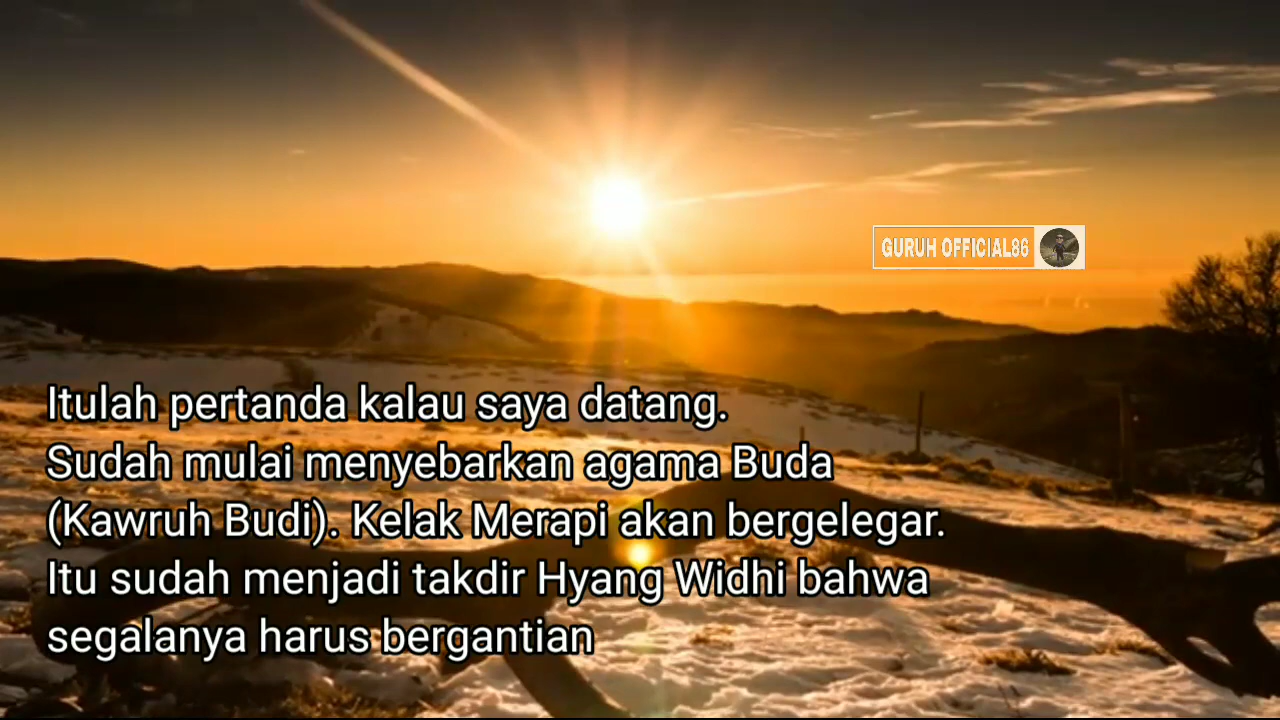 GURUH OFFICIAL86
Itulah pertanda kalau saya datang.
Sudah mulai menyebarkan agama Buda
(Kawruh Budi). Kelak Merapi akan bergelegar.
Itu sudah menjadi takdir Hyang Widhi bahwa
segalanya harus bergantian